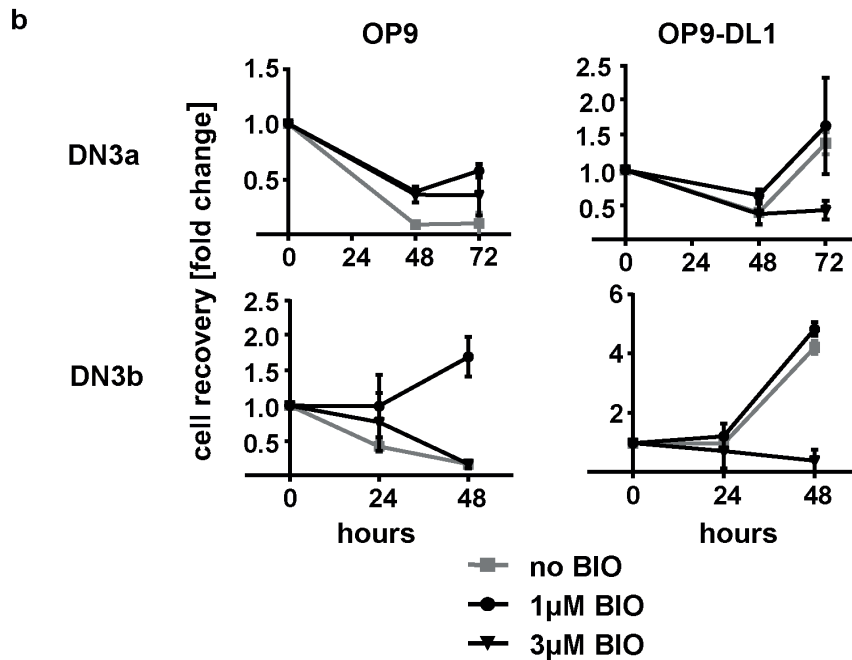 b
OP9 OP9-DL1
cell recovery [fold change]
DN3a
1.5
1.0
0.5
0 24 48 72
2.5
2.0
1.5
1.0
0.5
0 24 48 72
DN3b
2.5
2.0
1.5
1.0
0.5
0 24 48
hours
6
4
2
0 24 48
hours
no BIO
1µM BIO
3µM BIO